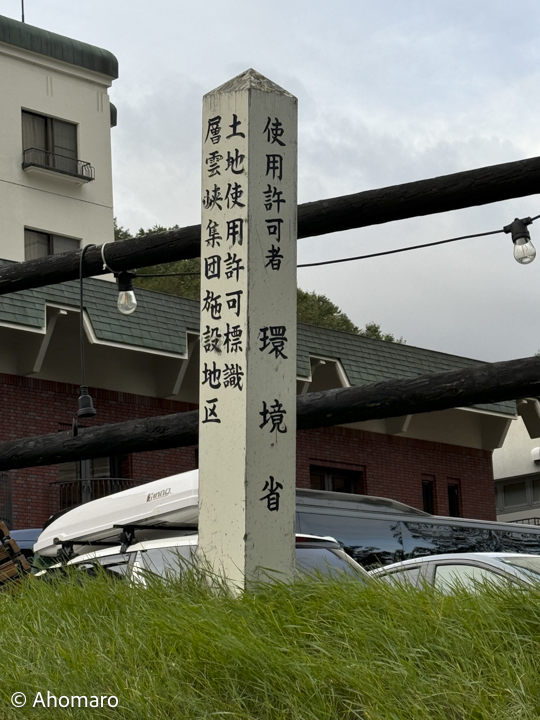 使用許可者 環境省
土地使用許可標識
層雲峡集団施設地区
INNO
© Ahomaro